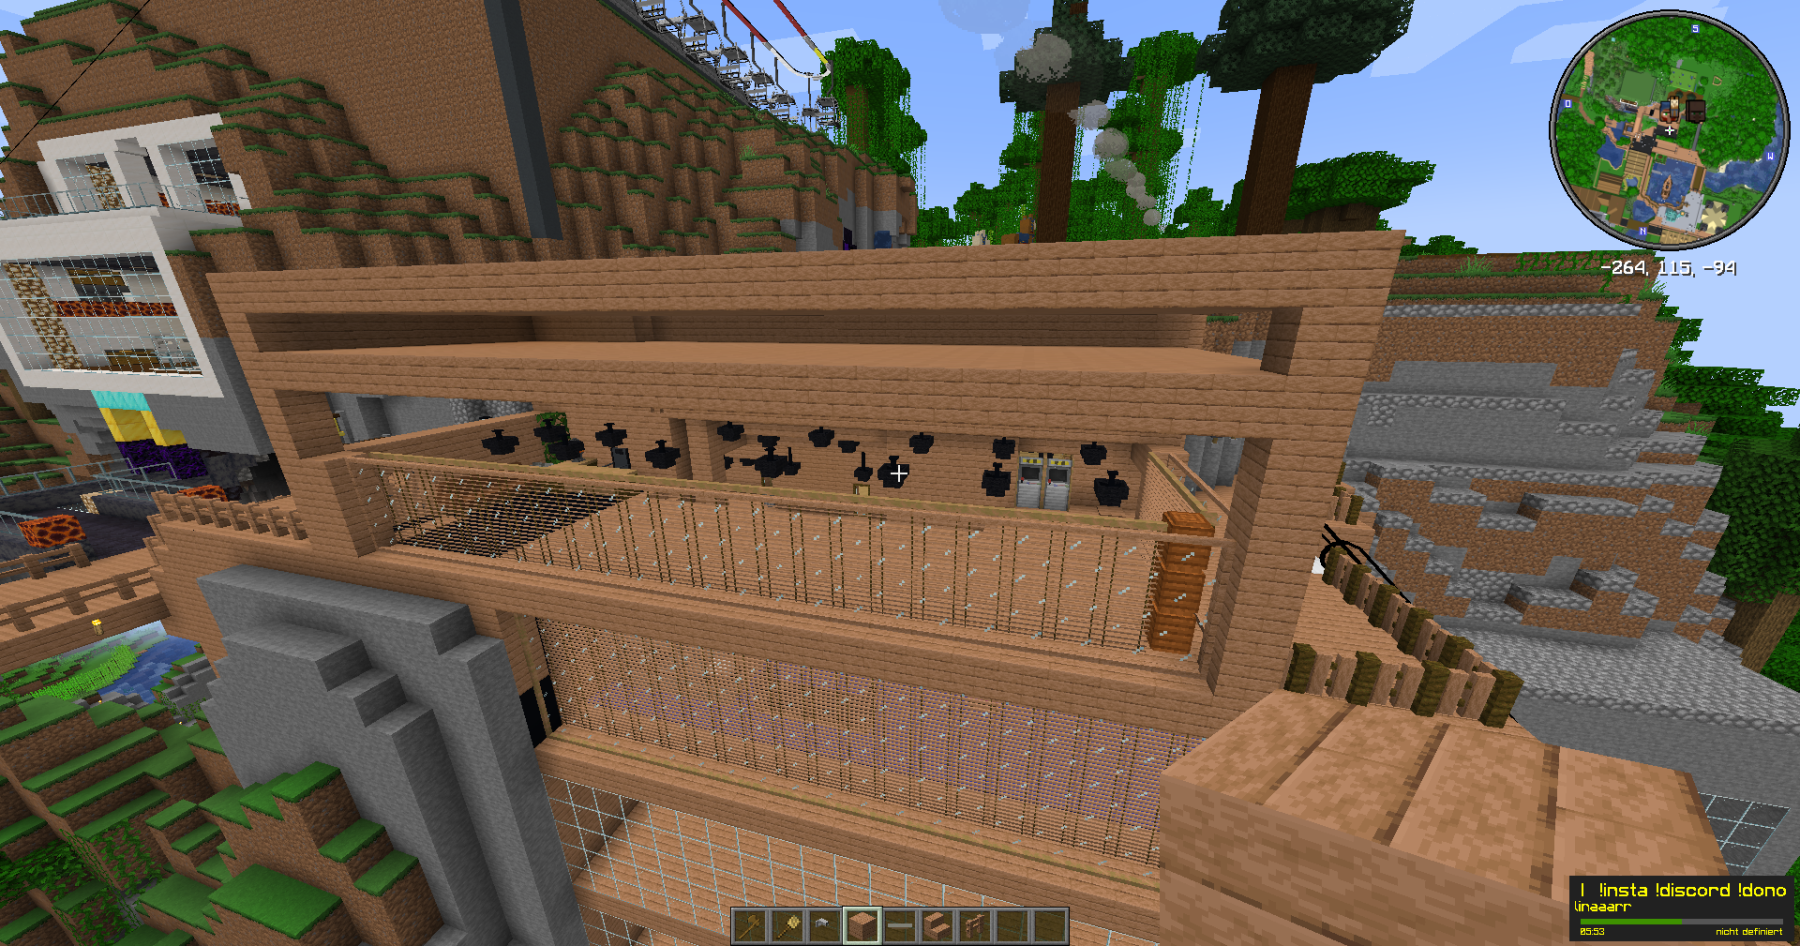 S
O
W
N
-264, 115, -94
| !insta !discord !dono
linaaarr
05:53
nicht definiert